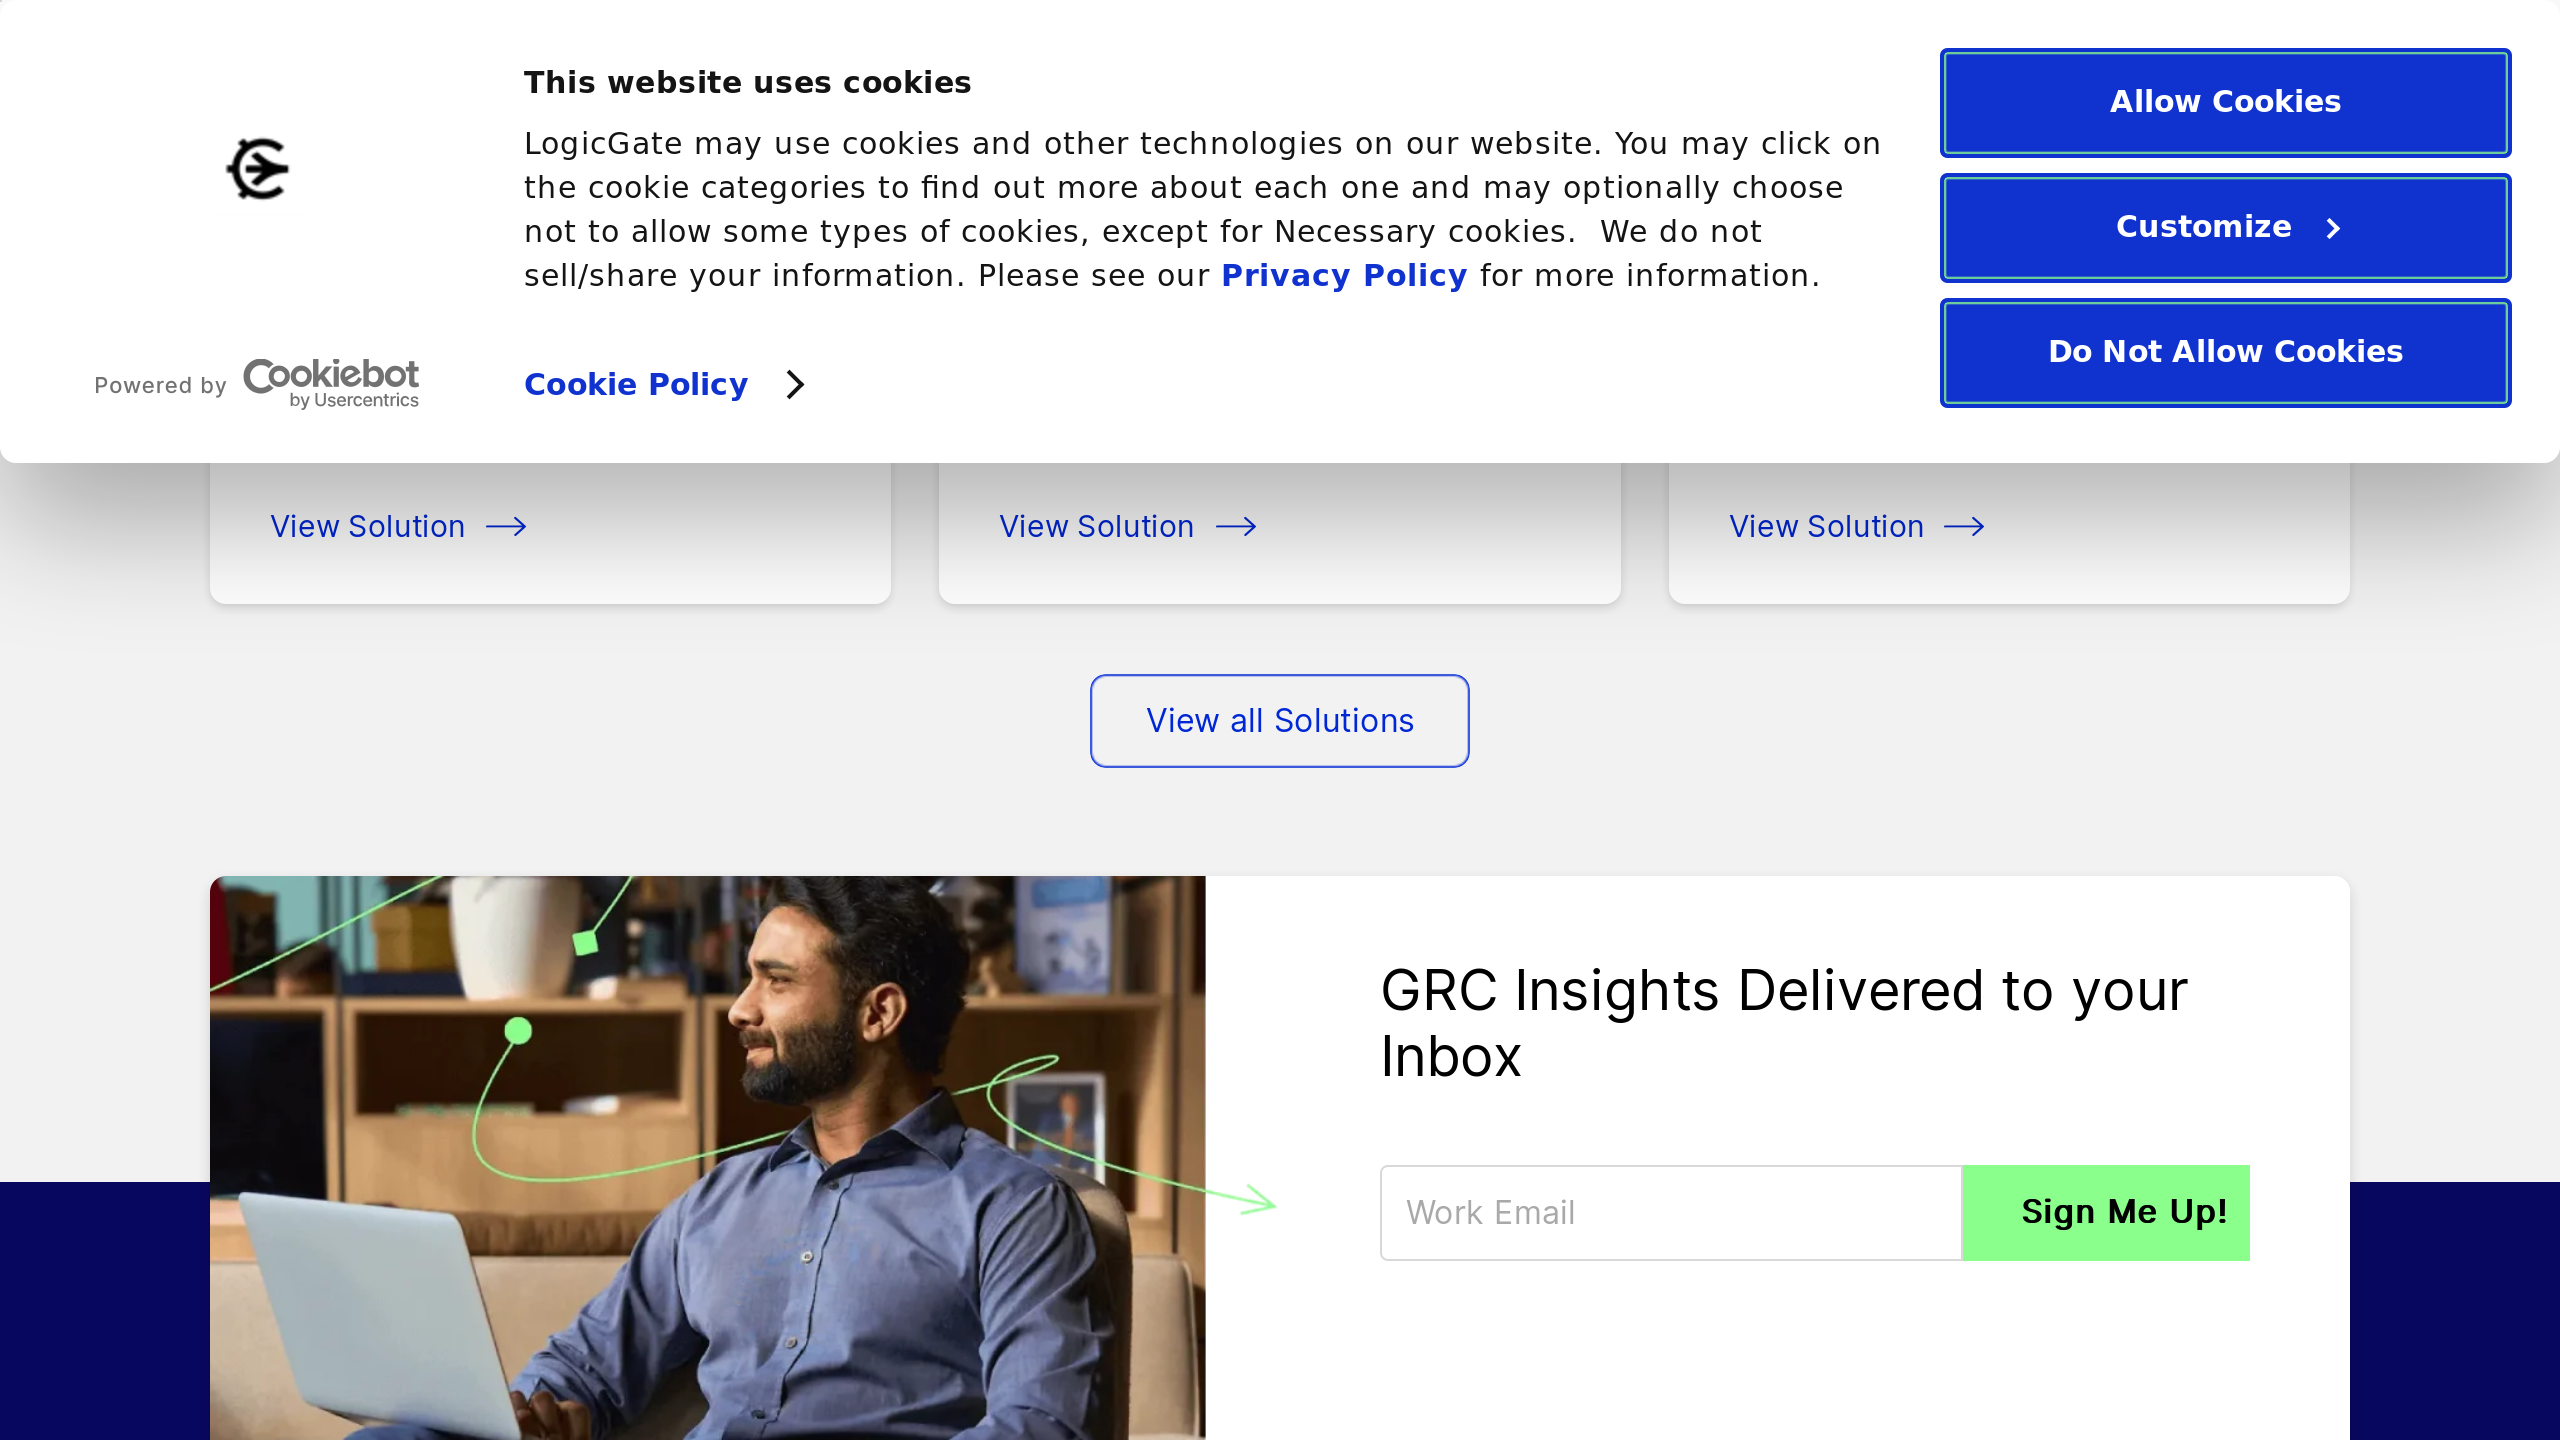 This website uses cookies
LogicGate may use cookies and other technologies on our website. You may click on
the cookie categories to find out more about each one and may optionally choose
not to allow some types of cookies, except for Necessary cookies.  We do not
sell/share your information. Please see our Privacy Policy for more information.
Powered by Cookiebot
by Usercentrics
Cookie Policy
Allow Cookies
Customize
Do Not Allow Cookies
View Solution
View Solution
View Solution
View all Solutions
GRC Insights Delivered to your
Inbox
Work Email
Sign Me Up!